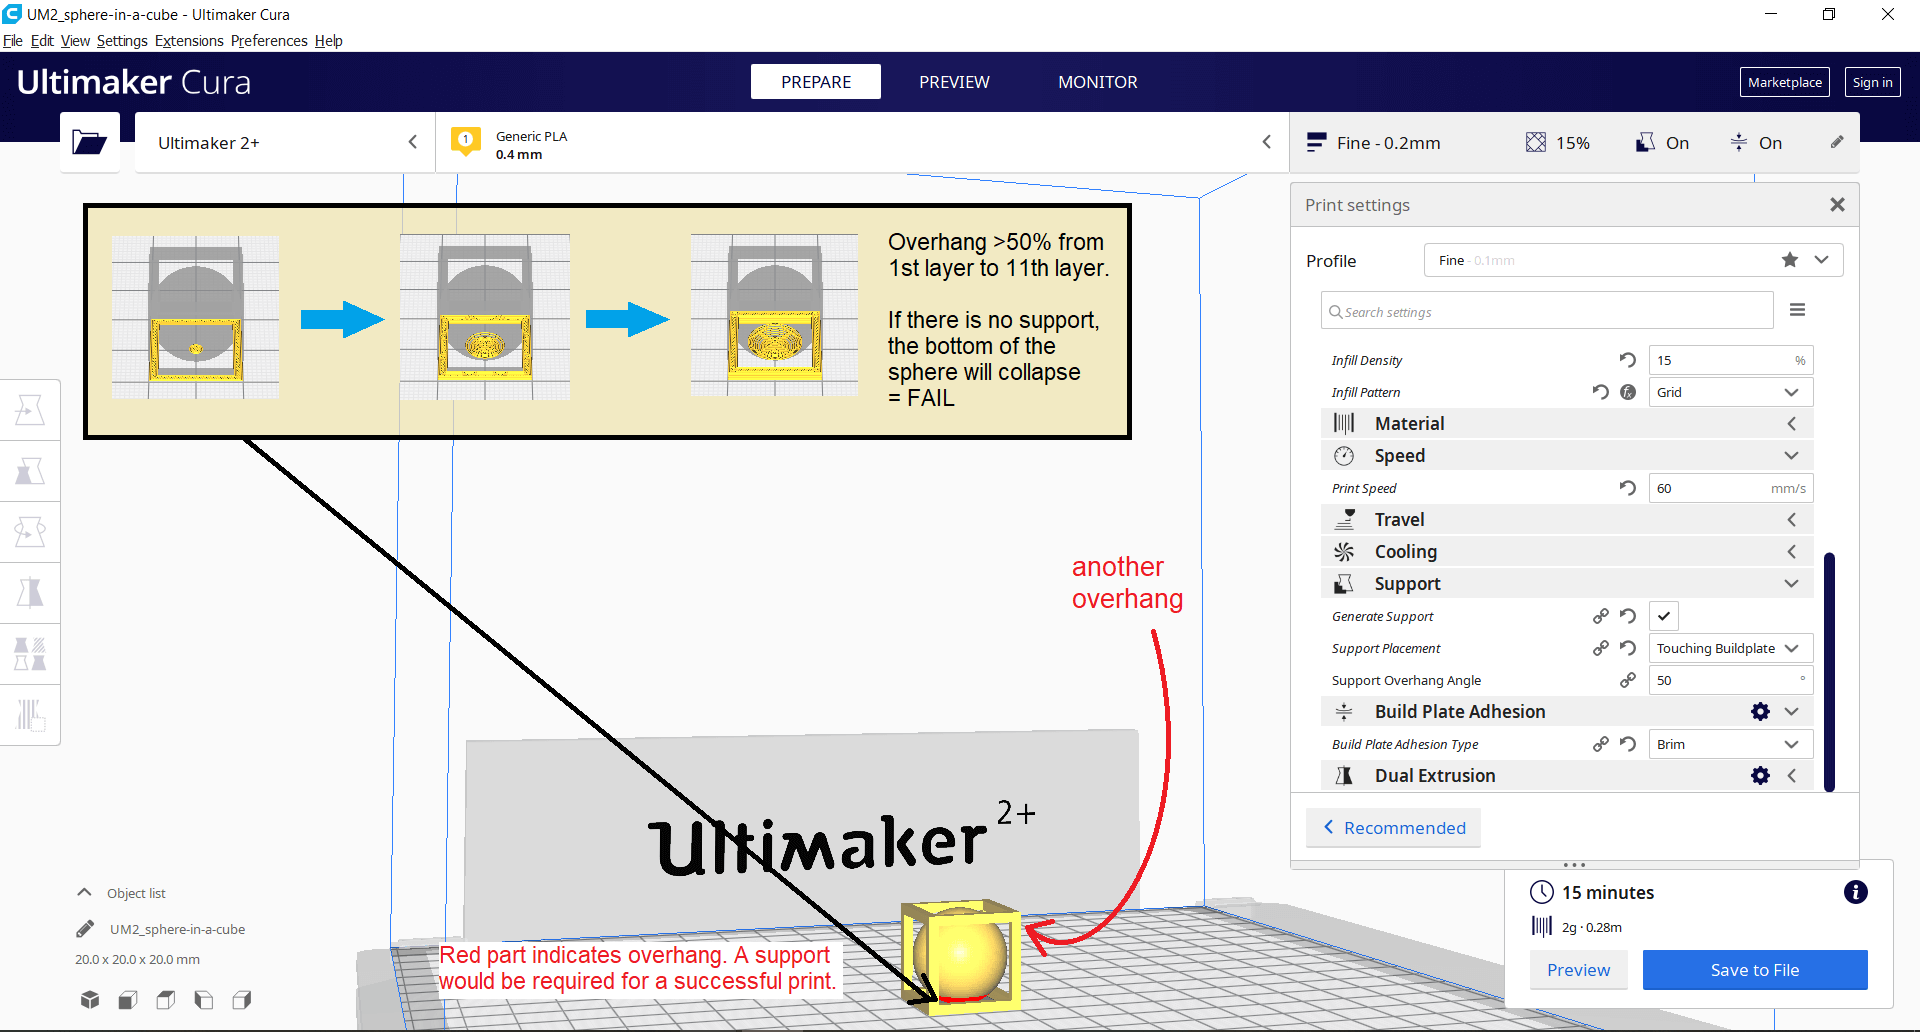 UM2_sphere-in-a-cube - Ultimaker Cura
File Edit View Settings Extensions Preferences Help
Ultimaker Cura
PREPARE PREVIEW MONITOR
Marketplace Sign in
Ultimaker 2+
1
Generic PLA
0.4 mm
Fine - 0.2mm
15%
On
On
Overhang >50% from
1st layer to 11th layer.
If there is no support,
the bottom of the
sphere will collapse
= FAIL
Print settings
Profile
Fine - 0.1mm
Search settings
Infill Density 15 %
Infill Pattern Grid
Material
Speed
Print Speed 60 mm/s
Travel
Cooling
Support
Generate Support
Support Placement Touching Buildplate
Support Overhang Angle 50 °
Build Plate Adhesion
Build Plate Adhesion Type Brim
Dual Extrusion
Recommended
another
overhang
Ultimaker 2+
Red part indicates overhang. A support
would be required for a successful print.
Object list
UM2_sphere-in-a-cube
20.0 x 20.0 x 20.0 mm
15 minutes
2g · 0.28m
Preview
Save to File